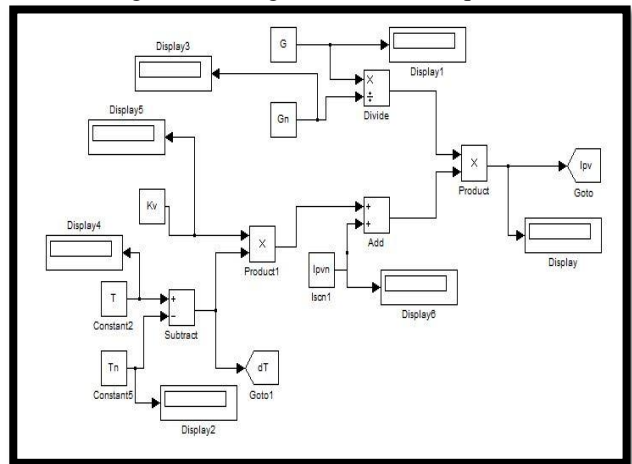 G
Display1
Display3
X
÷
Divide
Gn
Display5
X
Product
Ipv
Goto
Kv
+
+
Add
Display
X
Product1
Display4
Ipvn
Iscn1
Display6
T
Constant2
+
−
Subtract
Tn
Constant5
dT
Goto1
Display2